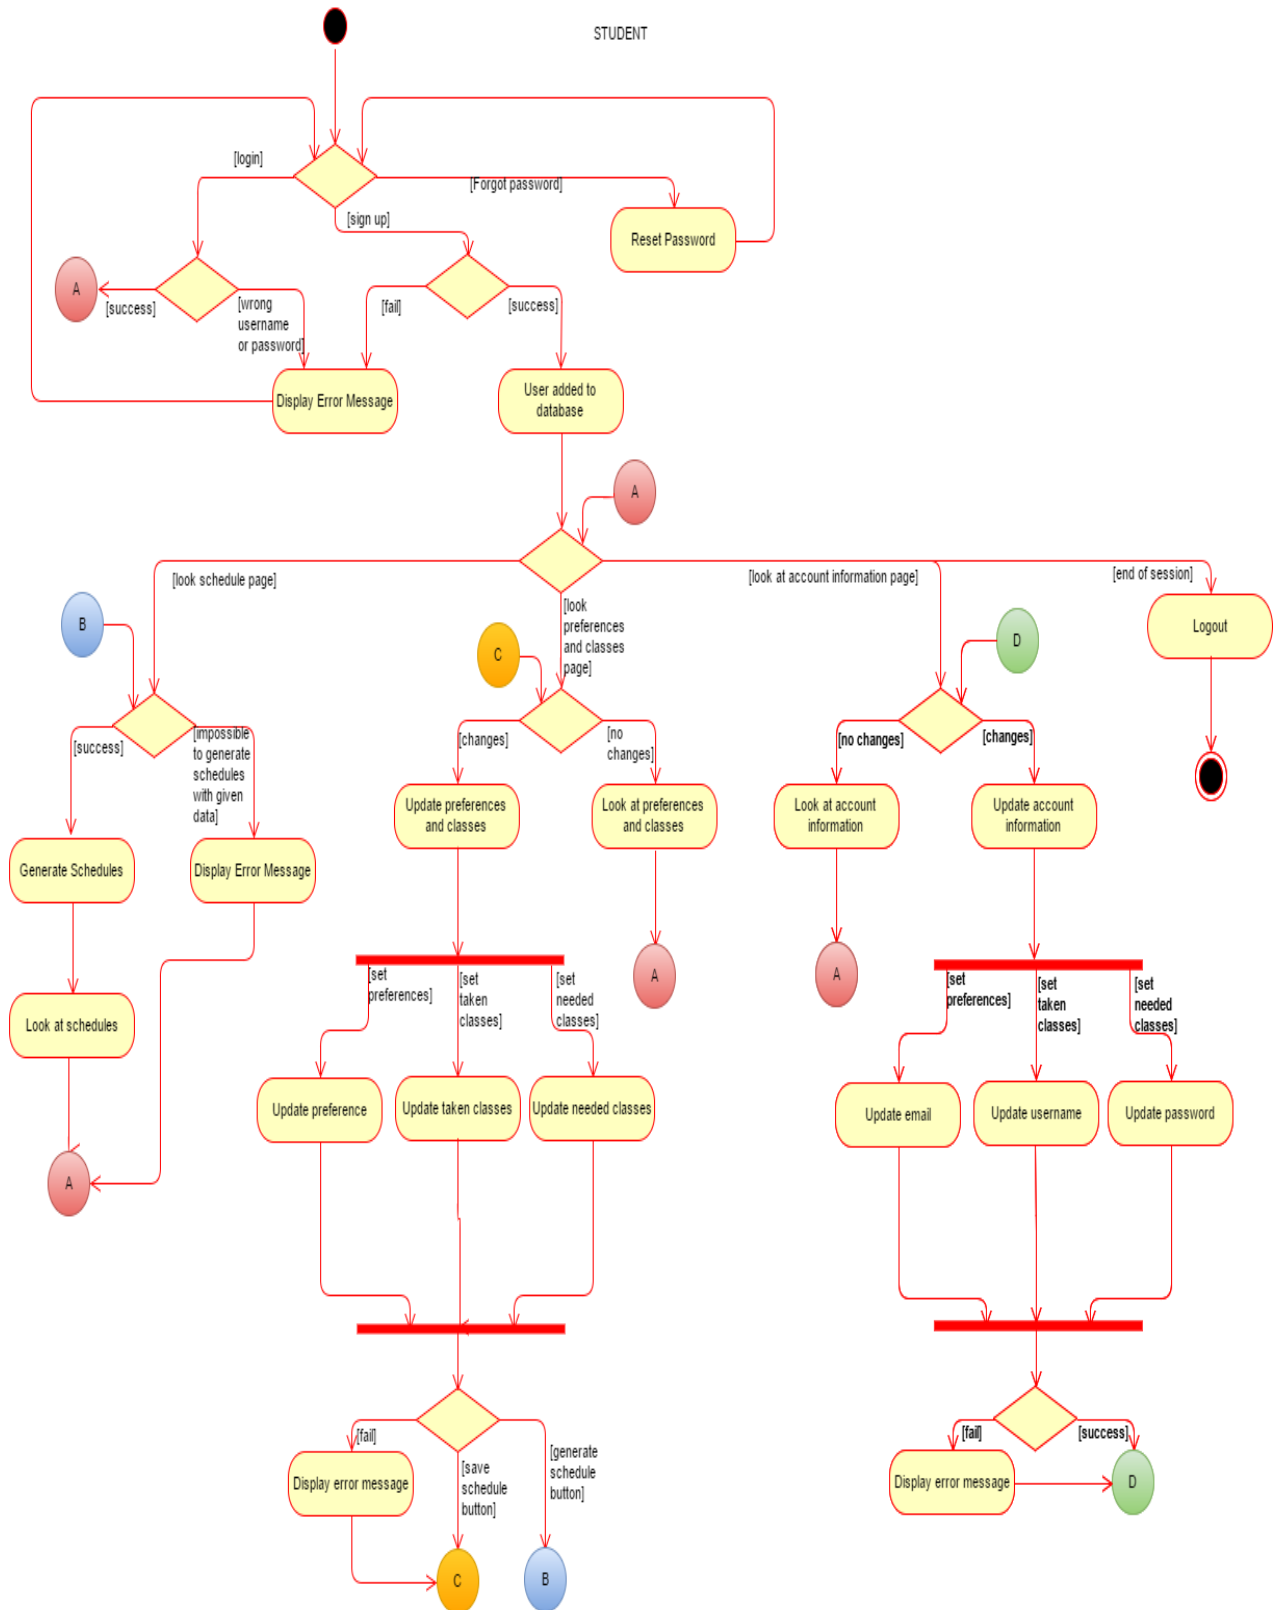 STUDENT
[login]
[Forgot password]
[sign up]
Reset Password
A
[success]
[wrong
username
or password]
[fail]
[success]
Display Error Message
User added to
database
A
[look schedule page]
[look
preferences
and classes
page]
[look at account information page]
[end of session]
B
C
D
Logout
[success]
[impossible
to generate
schedules
with given
data]
[changes]
[no
changes]
[no changes]
[changes]
Generate Schedules
Display Error Message
Update preferences
and classes
Look at preferences
and classes
Look at account
information
Update account
information
A
A
[set
preferences]
[set
taken
classes]
[set
needed
classes]
[set
preferences]
[set
taken
classes]
[set
needed
classes]
Look at schedules
Update preference
Update taken classes
Update needed classes
Update email
Update username
Update password
A
[fail]
[save
schedule
button]
[generate
schedule
button]
[fail]
[success]
Display error message
Display error message
D
C
B